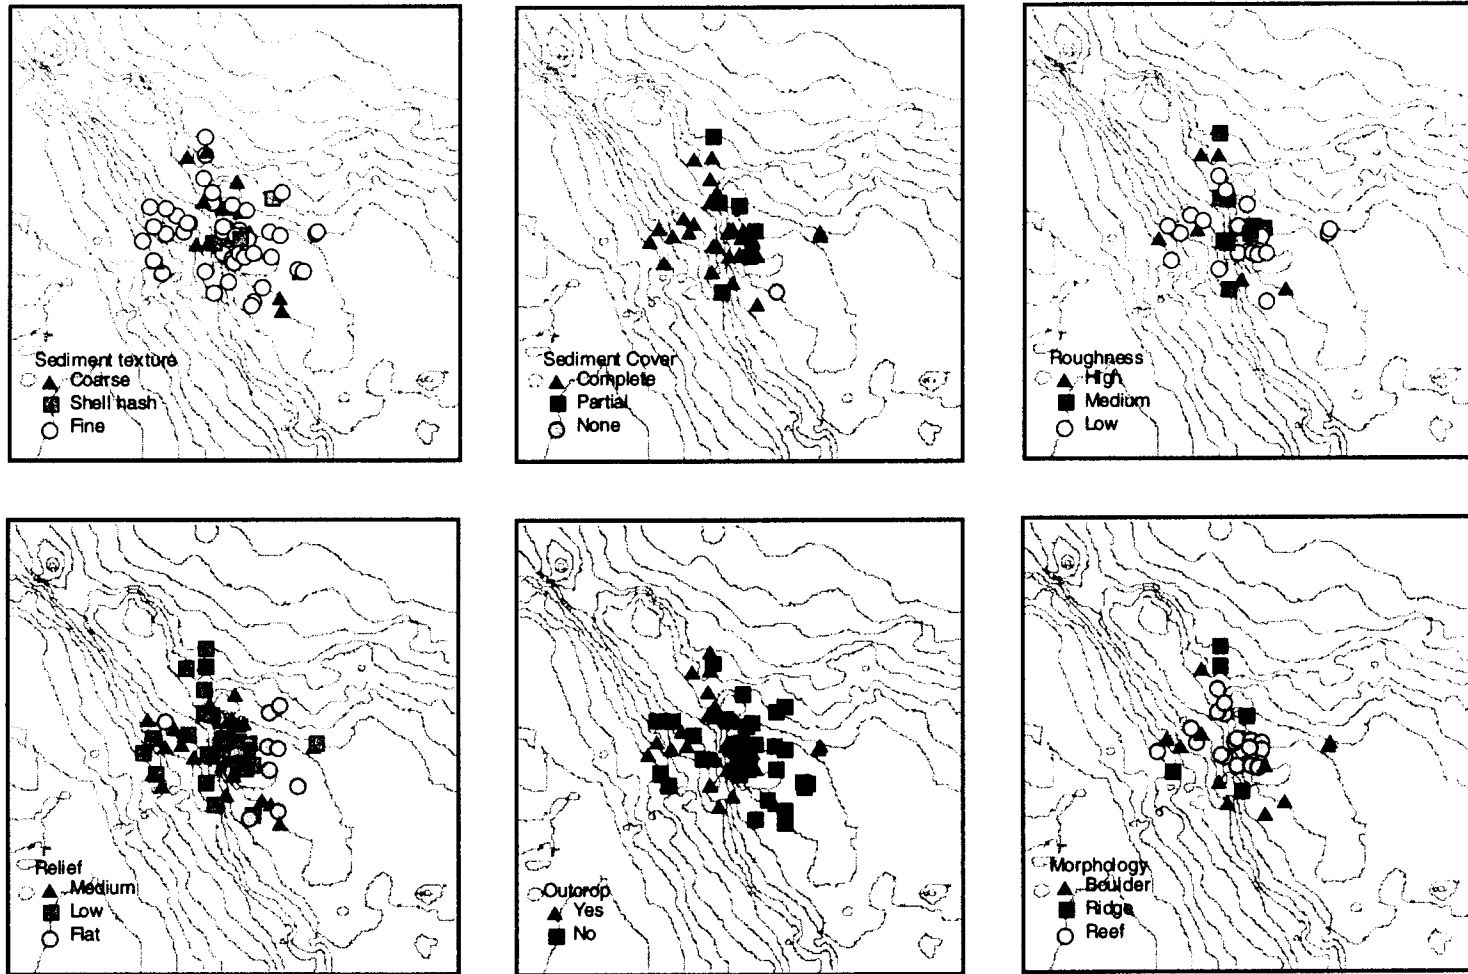 Sediment texture
Coarse
Shell hash
Fine
Sediment Cover
Complete
Partial
None
Roughness
High
Medium
Low
Relief
Medium
Low
Flat
Outcrop
Yes
No
Morphology
Boulder
Ridge
Reef